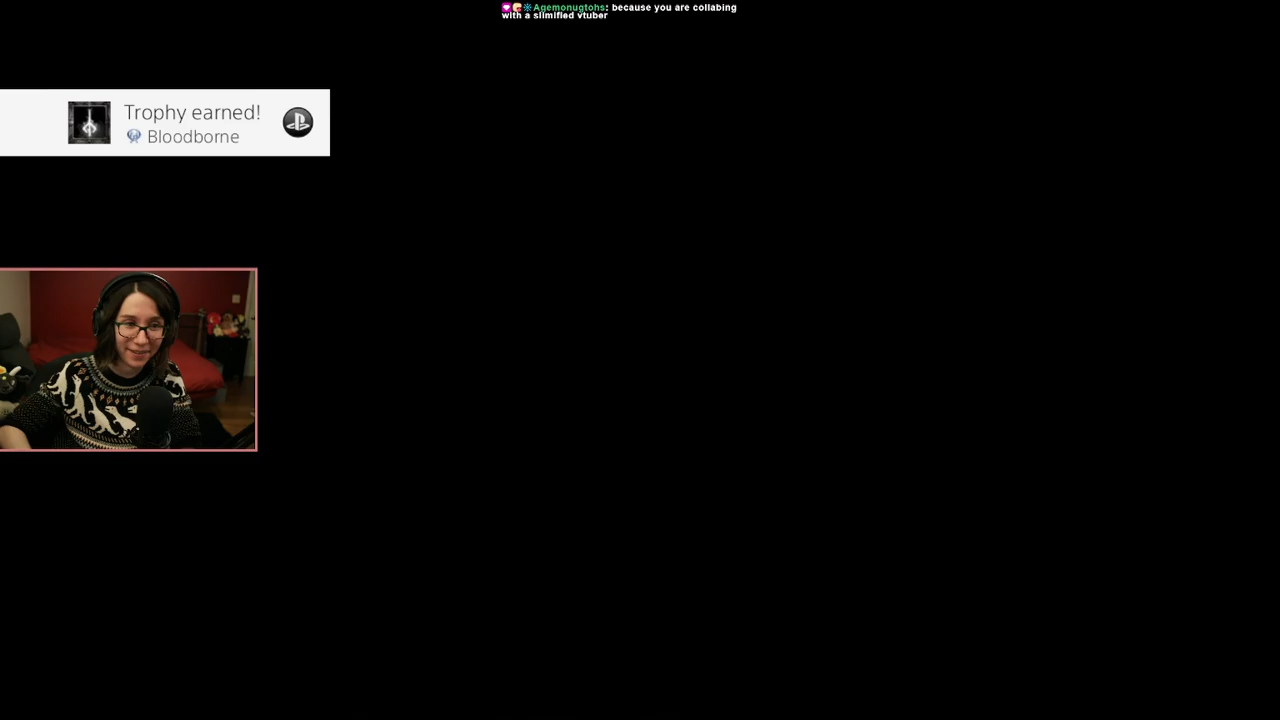 Agemonugtohs: because you are collabing
with a slimified vtuber
Trophy earned!
Bloodborne